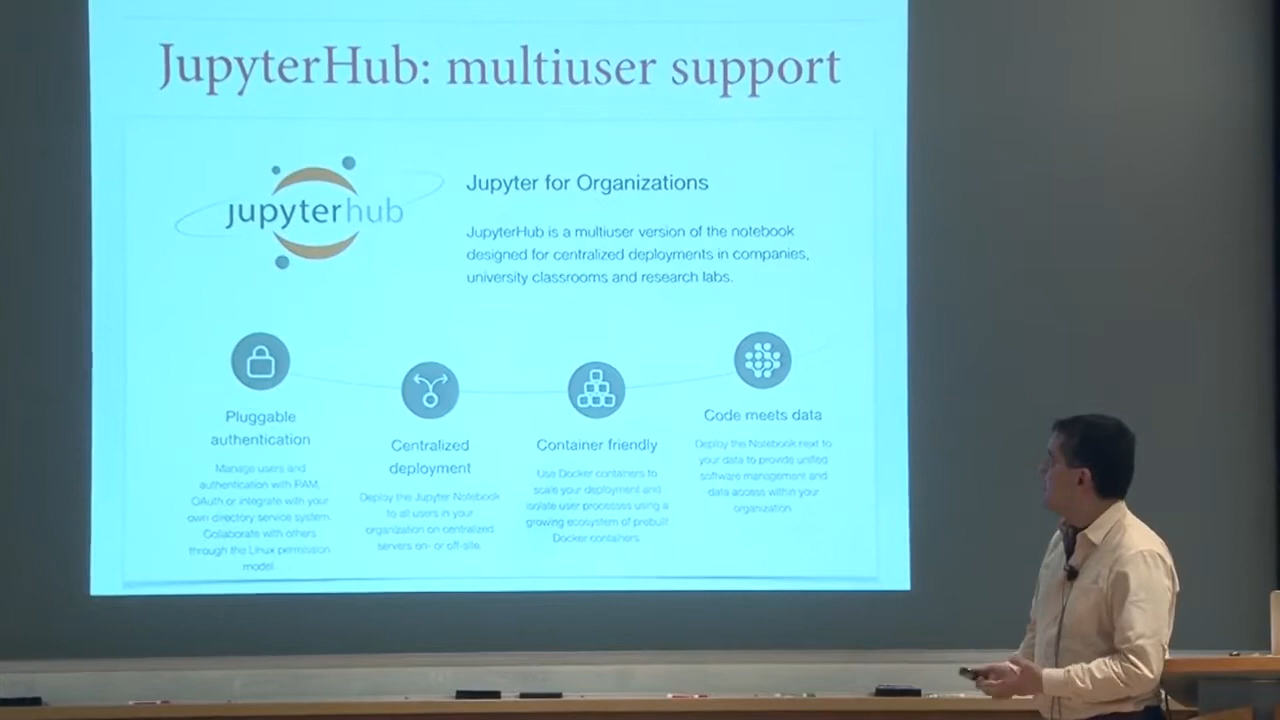 JupyterHub: multiuser support
jupyterhub
Jupyter for Organizations
JupyterHub is a multiuser version of the notebook
designed for centralized deployments in companies,
university classrooms and research labs.
Pluggable
authentication
Manage users and
authentication with PAM,
OAuth or integrate with your
own directory service system.
Collaborate with others
through the Linux permission
model.
Centralized
deployment
Deploy the Jupyter Notebook
to all users in your
organization on centralized
servers on- or off-site.
Container friendly
Use Docker containers to
scale your deployment and
isolate user processes using a
growing ecosystem of prebuilt
Docker containers.
Code meets data
Deploy the Notebook next to
your data to provide unified
software management and
data access within your
organization.